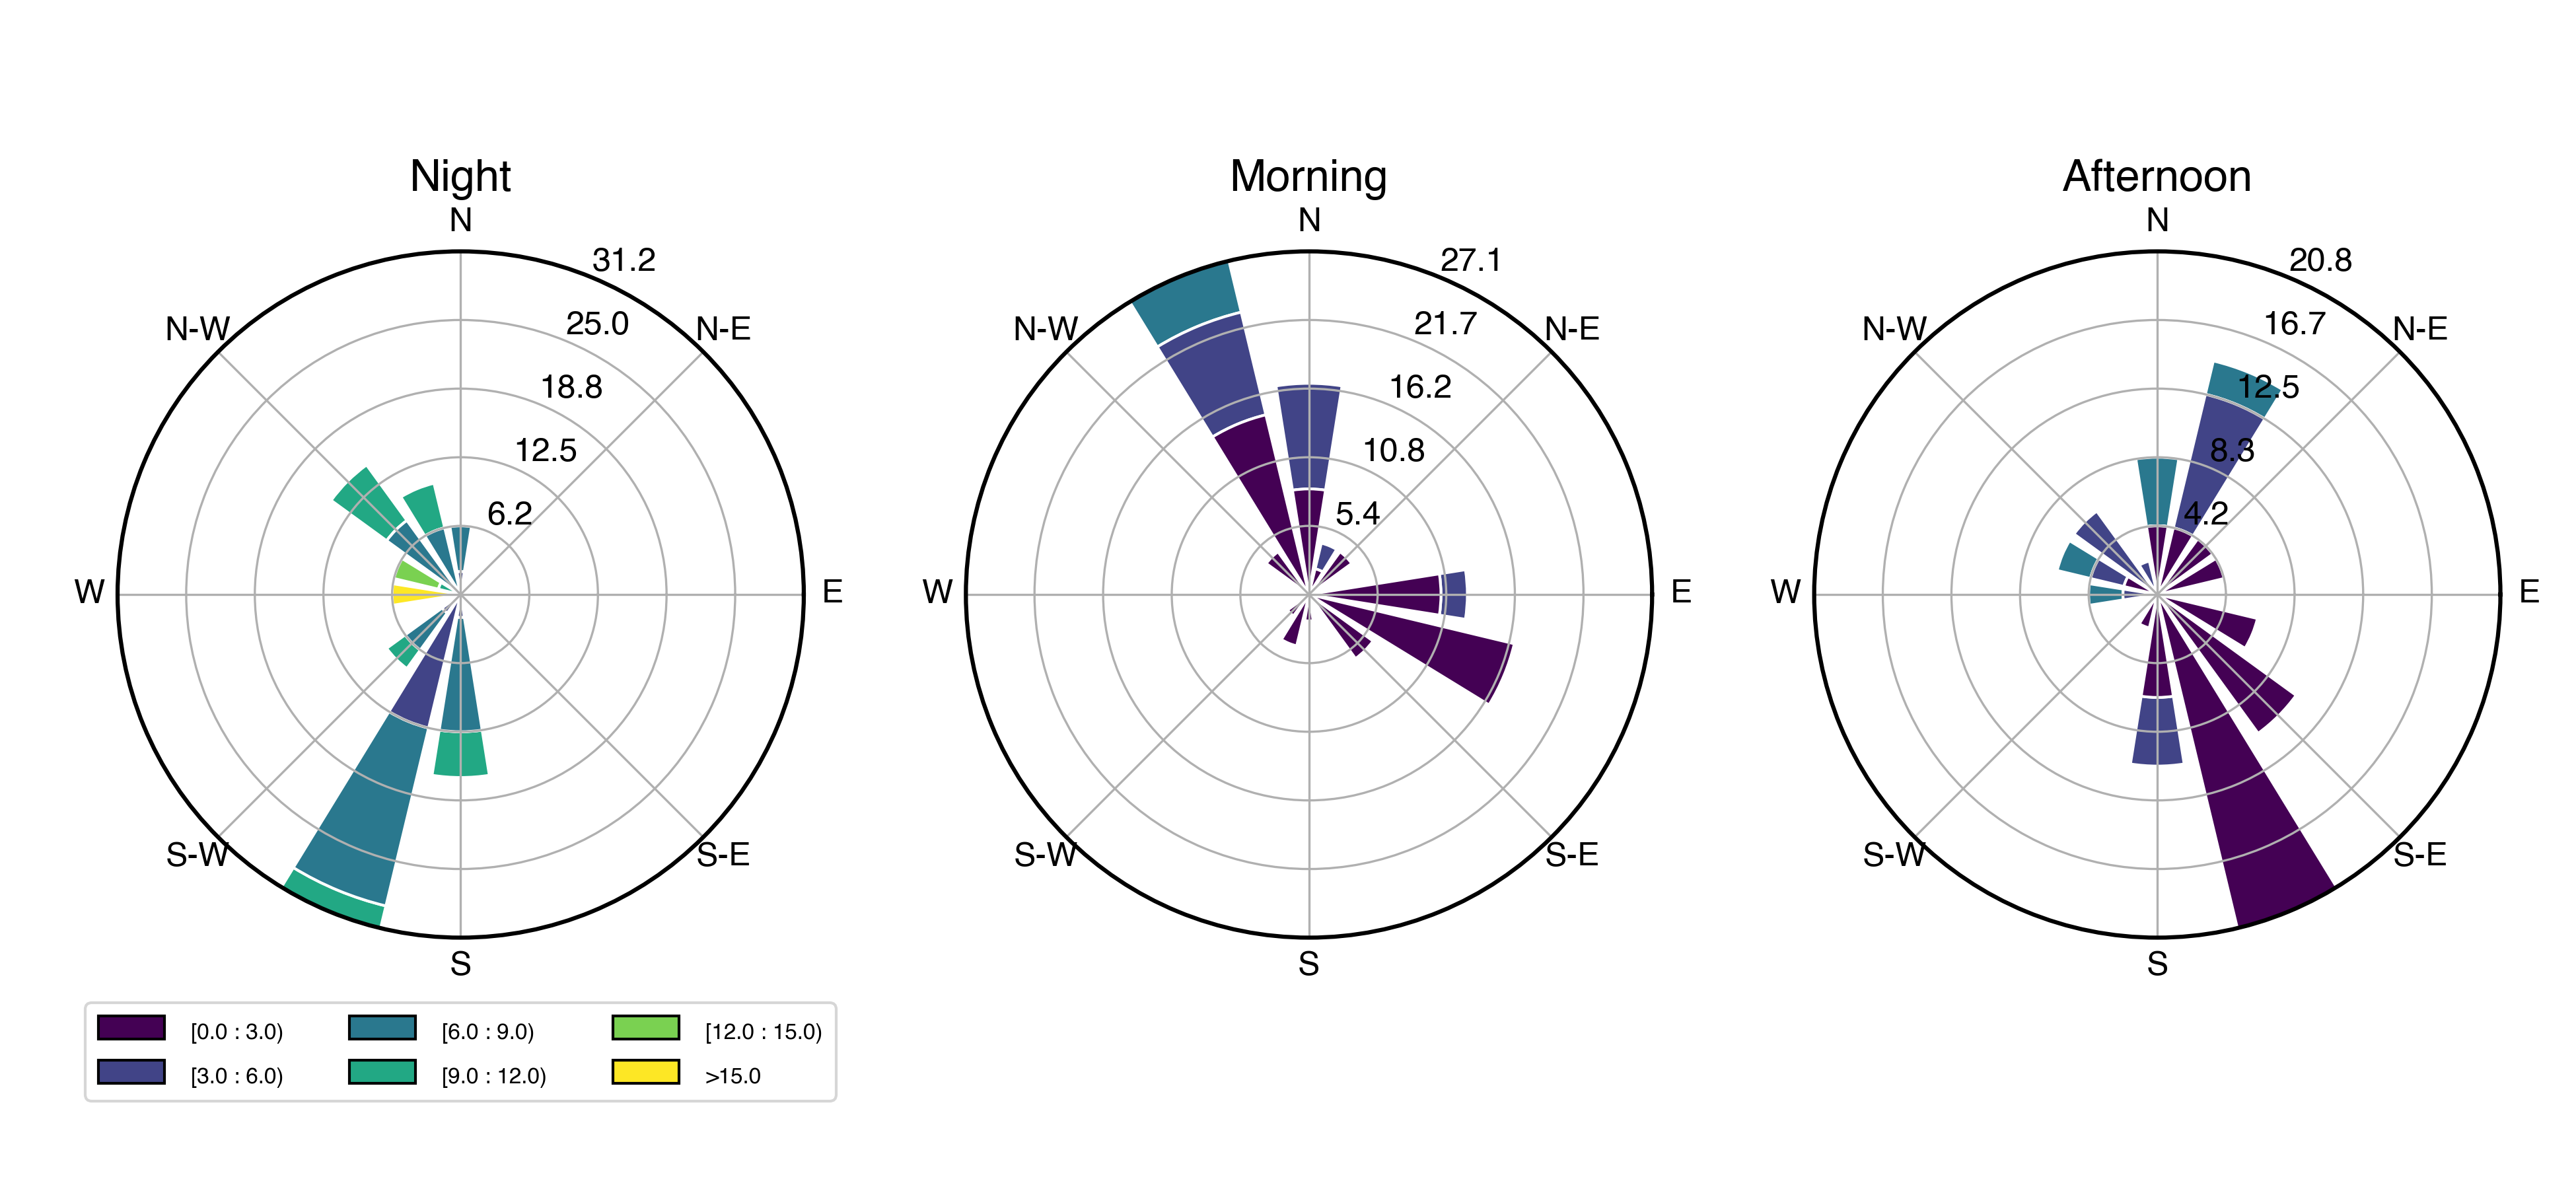 Night
N
31.2
N-W
N-E
25.0
18.8
12.5
6.2
W
E
S-W
S-E
S
Morning
N
27.1
N-W
N-E
21.7
16.2
10.8
5.4
W
E
S-W
S-E
S
Afternoon
N
20.8
N-W
N-E
16.7
12.5
8.3
4.2
W
E
S-W
S-E
S
[0.0 : 3.0)
[3.0 : 6.0)
[6.0 : 9.0)
[9.0 : 12.0)
[12.0 : 15.0)
>15.0